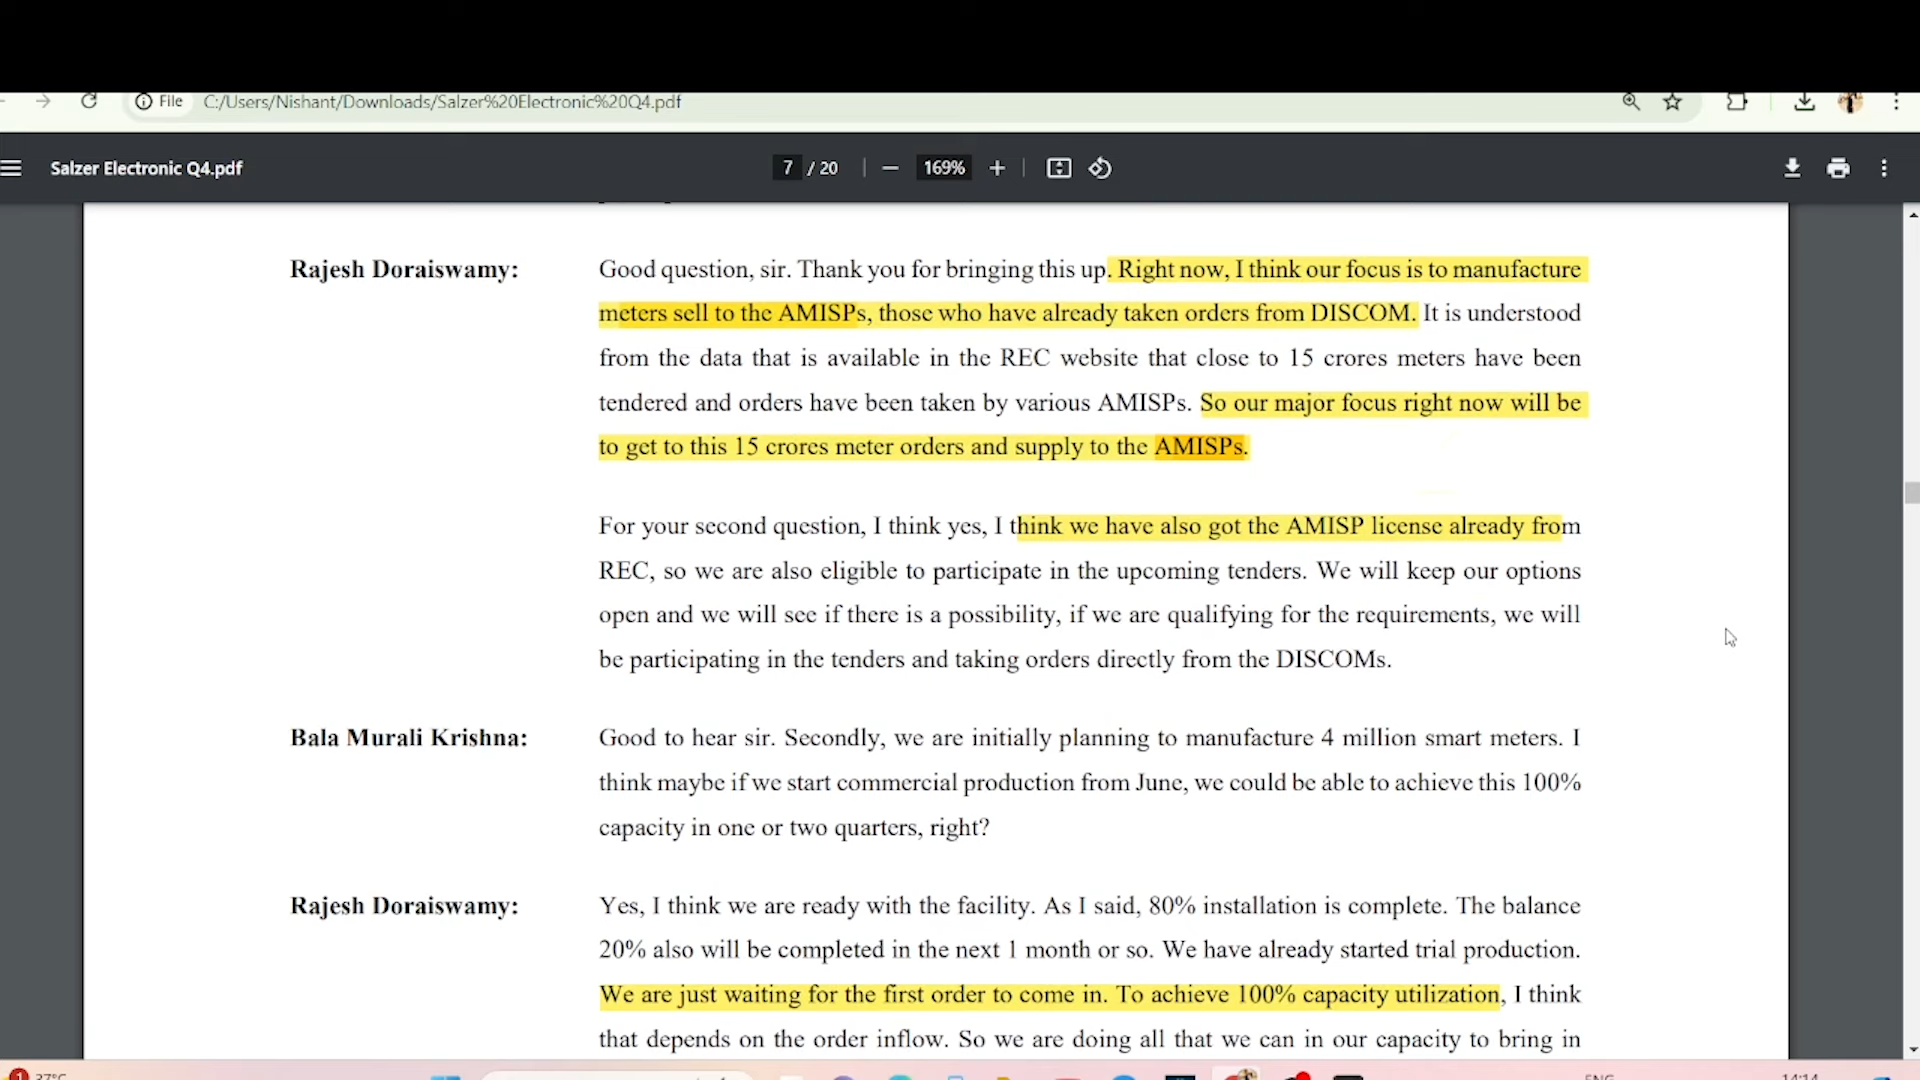 File C:/Users/Nishant/Downloads/Salzer%20Electronic%20Q4.pdf
Salzer Electronic Q4.pdf
7 / 20
169%
Rajesh Doraiswamy: Good question, sir. Thank you for bringing this up. Right now, I think our focus is to manufacture
meters sell to the AMISPs, those who have already taken orders from DISCOM. It is understood
from the data that is available in the REC website that close to 15 crores meters have been
tendered and orders have been taken by various AMISPs. So our major focus right now will be
to get to this 15 crores meter orders and supply to the AMISPs.
For your second question, I think yes, I think we have also got the AMISP license already from
REC, so we are also eligible to participate in the upcoming tenders. We will keep our options
open and we will see if there is a possibility, if we are qualifying for the requirements, we will
be participating in the tenders and taking orders directly from the DISCOMs.
Bala Murali Krishna: Good to hear sir. Secondly, we are initially planning to manufacture 4 million smart meters. I
think maybe if we start commercial production from June, we could be able to achieve this 100%
capacity in one or two quarters, right?
Rajesh Doraiswamy: Yes, I think we are ready with the facility. As I said, 80% installation is complete. The balance
20% also will be completed in the next 1 month or so. We have already started trial production.
We are just waiting for the first order to come in. To achieve 100% capacity utilization, I think
that depends on the order inflow. So we are doing all that we can in our capacity to bring in
1
37°C
ENG
14:14